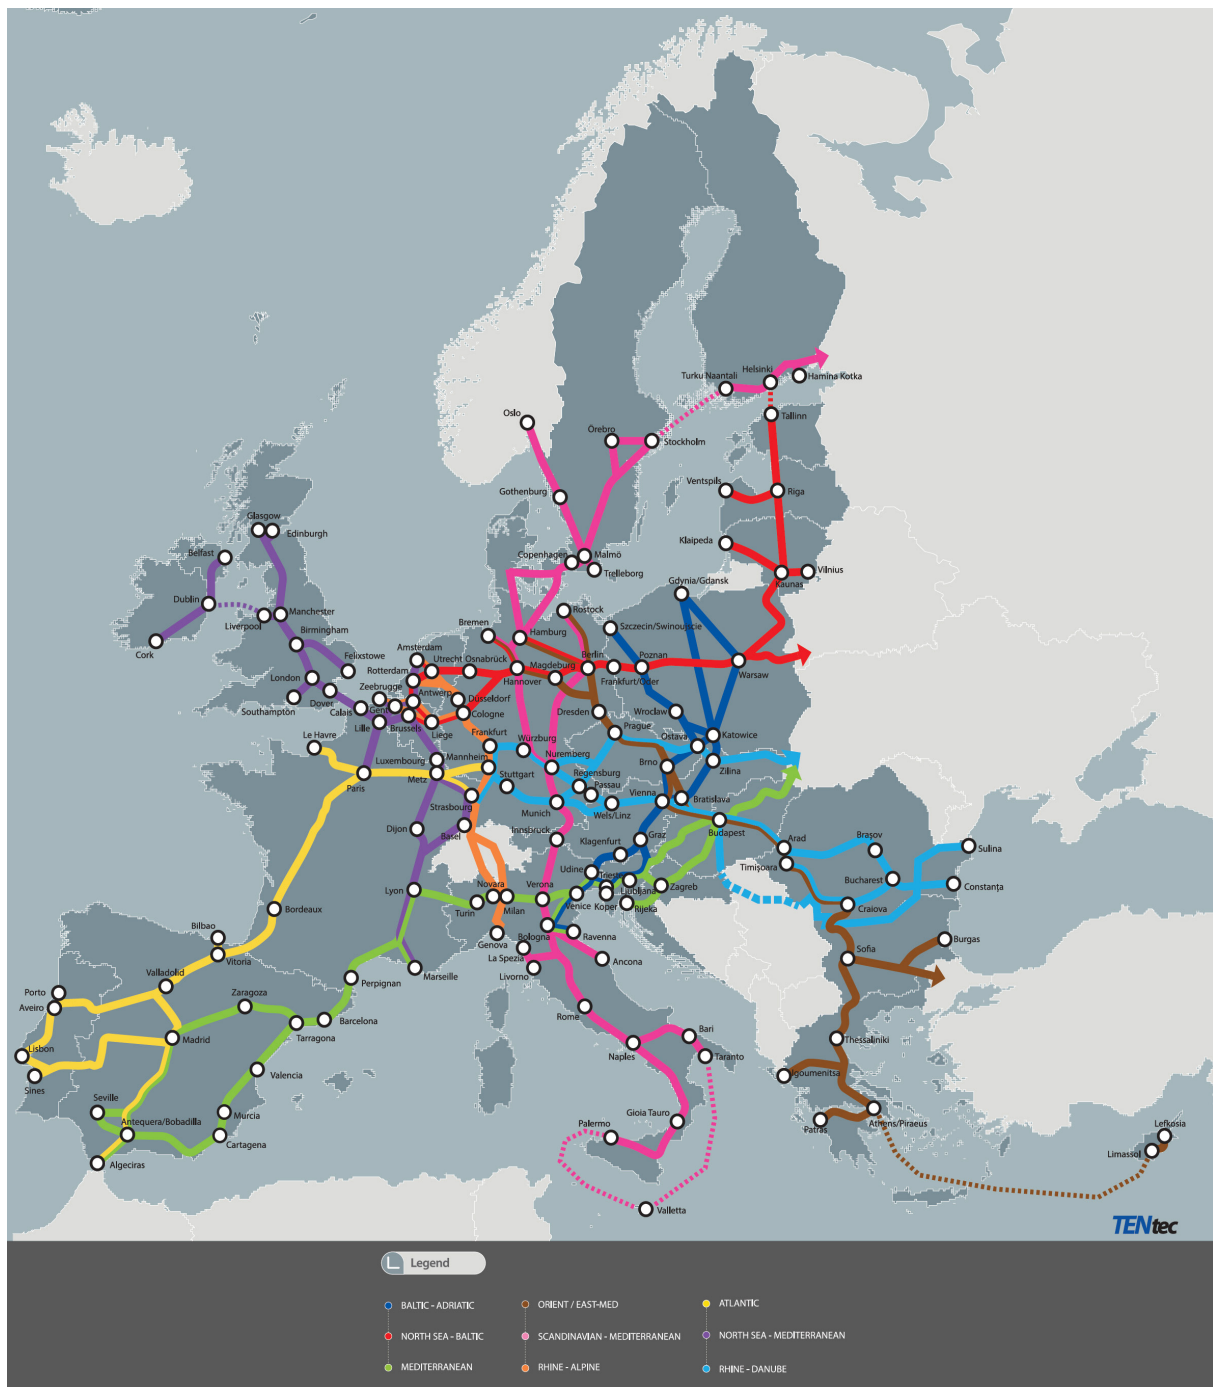 Helsinki
Turku Naantali
Hamina Kotka
Oslo
Tallinn
Örebro
Stockholm
Ventspils
Riga
Gothenburg
Glasgow
Edinburgh
Klaipeda
Belfast
Copenhagen
Malmö
Trelleborg
Kaunas
Vilnius
Gdynia/Gdansk
Dublin
Manchester
Liverpool
Rostock
Bremen
Hamburg
Szczecin/Swinoujscie
Birmingham
Cork
Amsterdam
Felixstowe
Utrecht
Osnabrück
Berlin
Poznan
Rotterdam
Magdeburg
Hannover
Frankfurt/Oder
Warsaw
London
Zeebrugge
Southampton
Dover
Calais
Gent
Antwerp
Düsseldorf
Cologne
Dresden
Wroclaw
Lille
Brussels
Liege
Prague
Le Havre
Frankfurt
Würzburg
Ostava
Katowice
Luxembourg
Mannheim
Nuremberg
Brno
Zilina
Metz
Stuttgart
Regensburg
Passau
Paris
Strasbourg
Munich
Wels/Linz
Vienna
Bratislava
Dijon
Basel
Innsbruck
Graz
Budapest
Arad
Braşov
Sulina
Klagenfurt
Timişoara
Udine
Trieste
Bucharest
Constanţa
Lyon
Novara
Verona
Ljubljana
Zagreb
Turin
Milan
Venice
Koper
Rijeka
Craiova
Bordeaux
Bilbao
Genova
Bologna
Ravenna
Sofia
Burgas
Vitoria
La Spezia
Ancona
Livorno
Marseille
Valladolid
Perpignan
Porto
Zaragoza
Aveiro
Rome
Barcelona
Tarragona
Madrid
Bari
Naples
Taranto
Thessaliniki
Lisbon
Sines
Valencia
Igoumenitsa
Seville
Murcia
Gioia Tauro
Antequera/Bobadilla
Palermo
Patras
Athens/Piraeus
Cartagena
Lefkosia
Limassol
Algeciras
Valletta
TENtec
Legend
BALTIC - ADRIATIC
ORIENT / EAST-MED
ATLANTIC
NORTH SEA - BALTIC
SCANDINAVIAN - MEDITERRANEAN
NORTH SEA - MEDITERRANEAN
MEDITERRANEAN
RHINE - ALPINE
RHINE - DANUBE